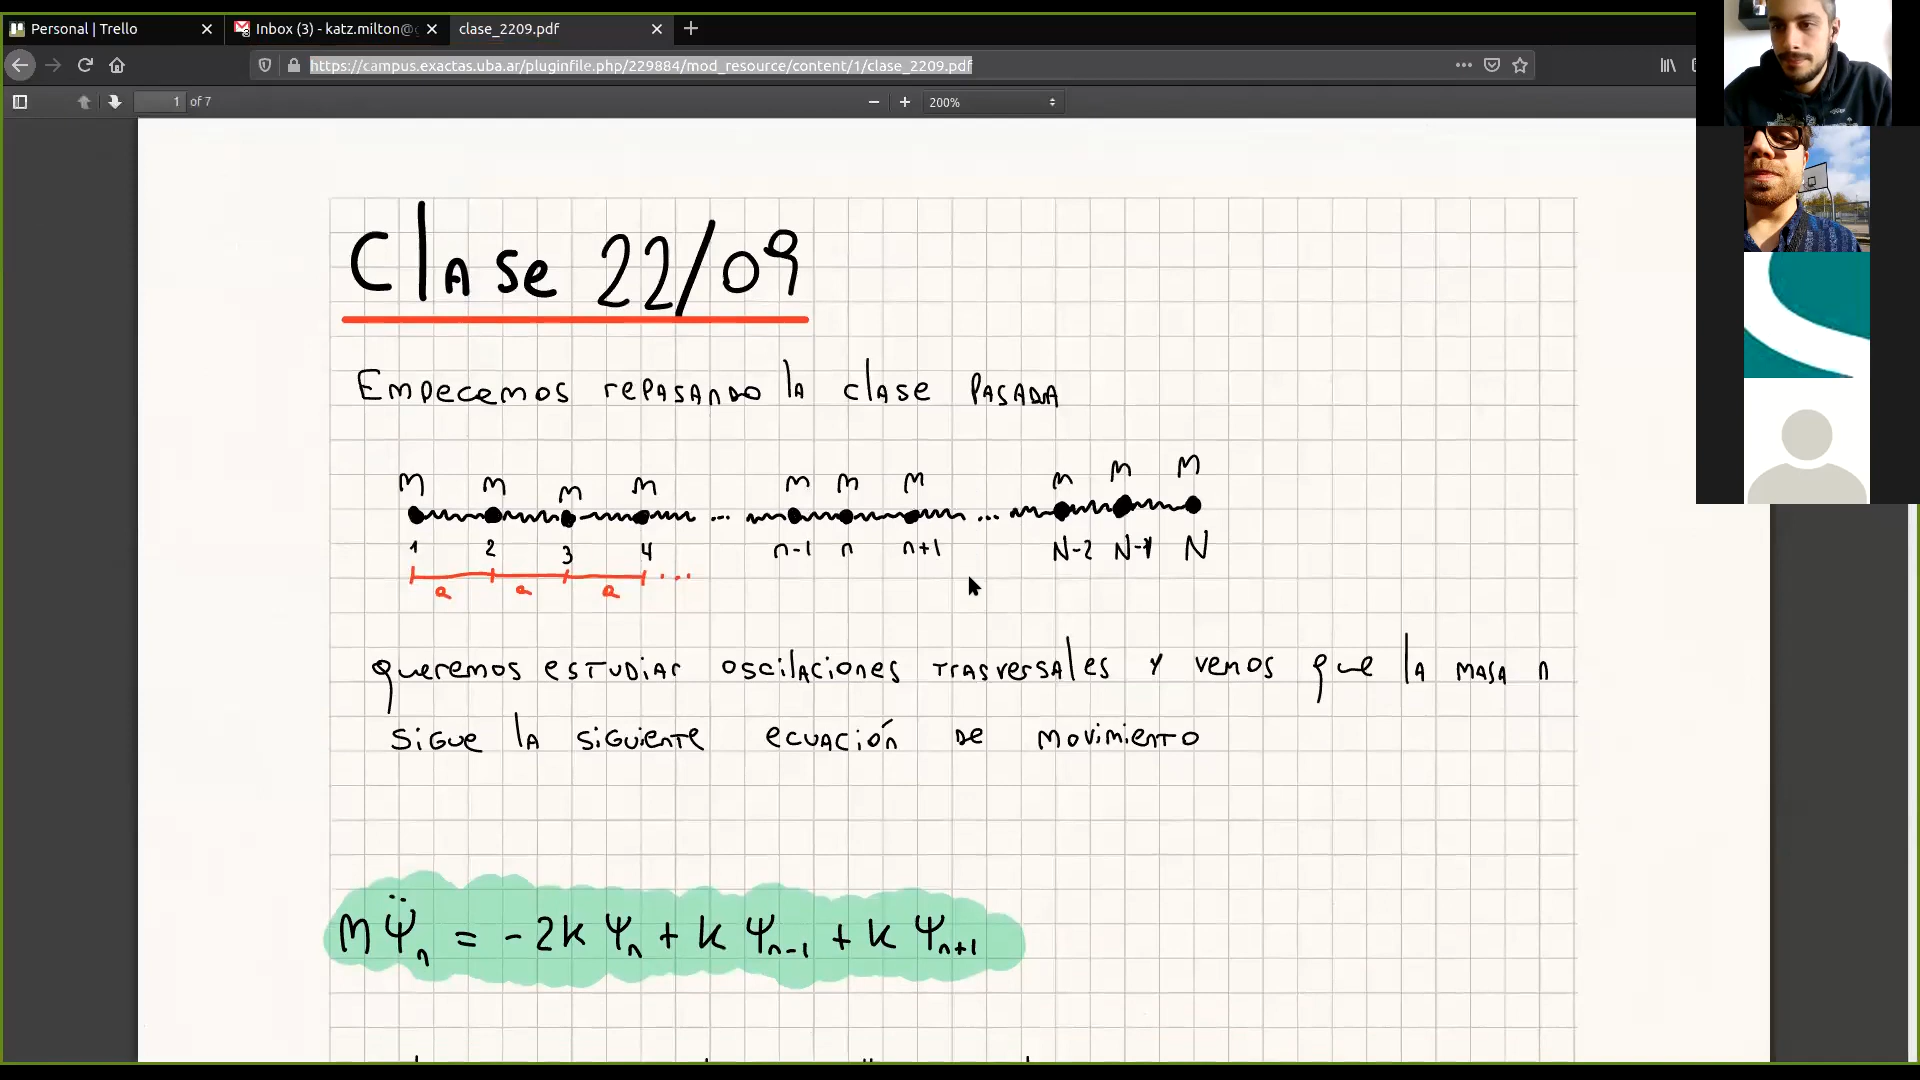 Personal | Trello
Inbox (3) - katz.milton@
clase_2209.pdf
https://campus.exactas.uba.ar/pluginfile.php/229884/mod_resource/content/1/clase_2209.pdf
1 of 7
200%
Clase 22/09
Empecemos repasando la clase pasada
m m m m m m m m m m
1 2 3 4 ... n-1 n n+1 ... N-2 N-1 N
a a a ...
queremos estudiar oscilaciones trasversales y vemos que la masa n
sigue la siguiente ecuación de movimiento
m ψ̈ₙ = -2k ψₙ + k ψₙ₋₁ + k ψₙ₊₁